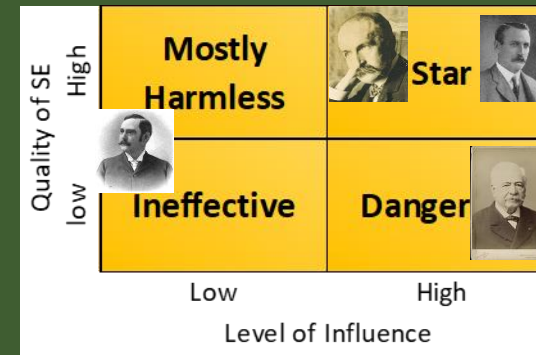 Quality of SE
High
low
Mostly
Harmless
Star
Ineffective
Danger
Low
High
Level of Influence